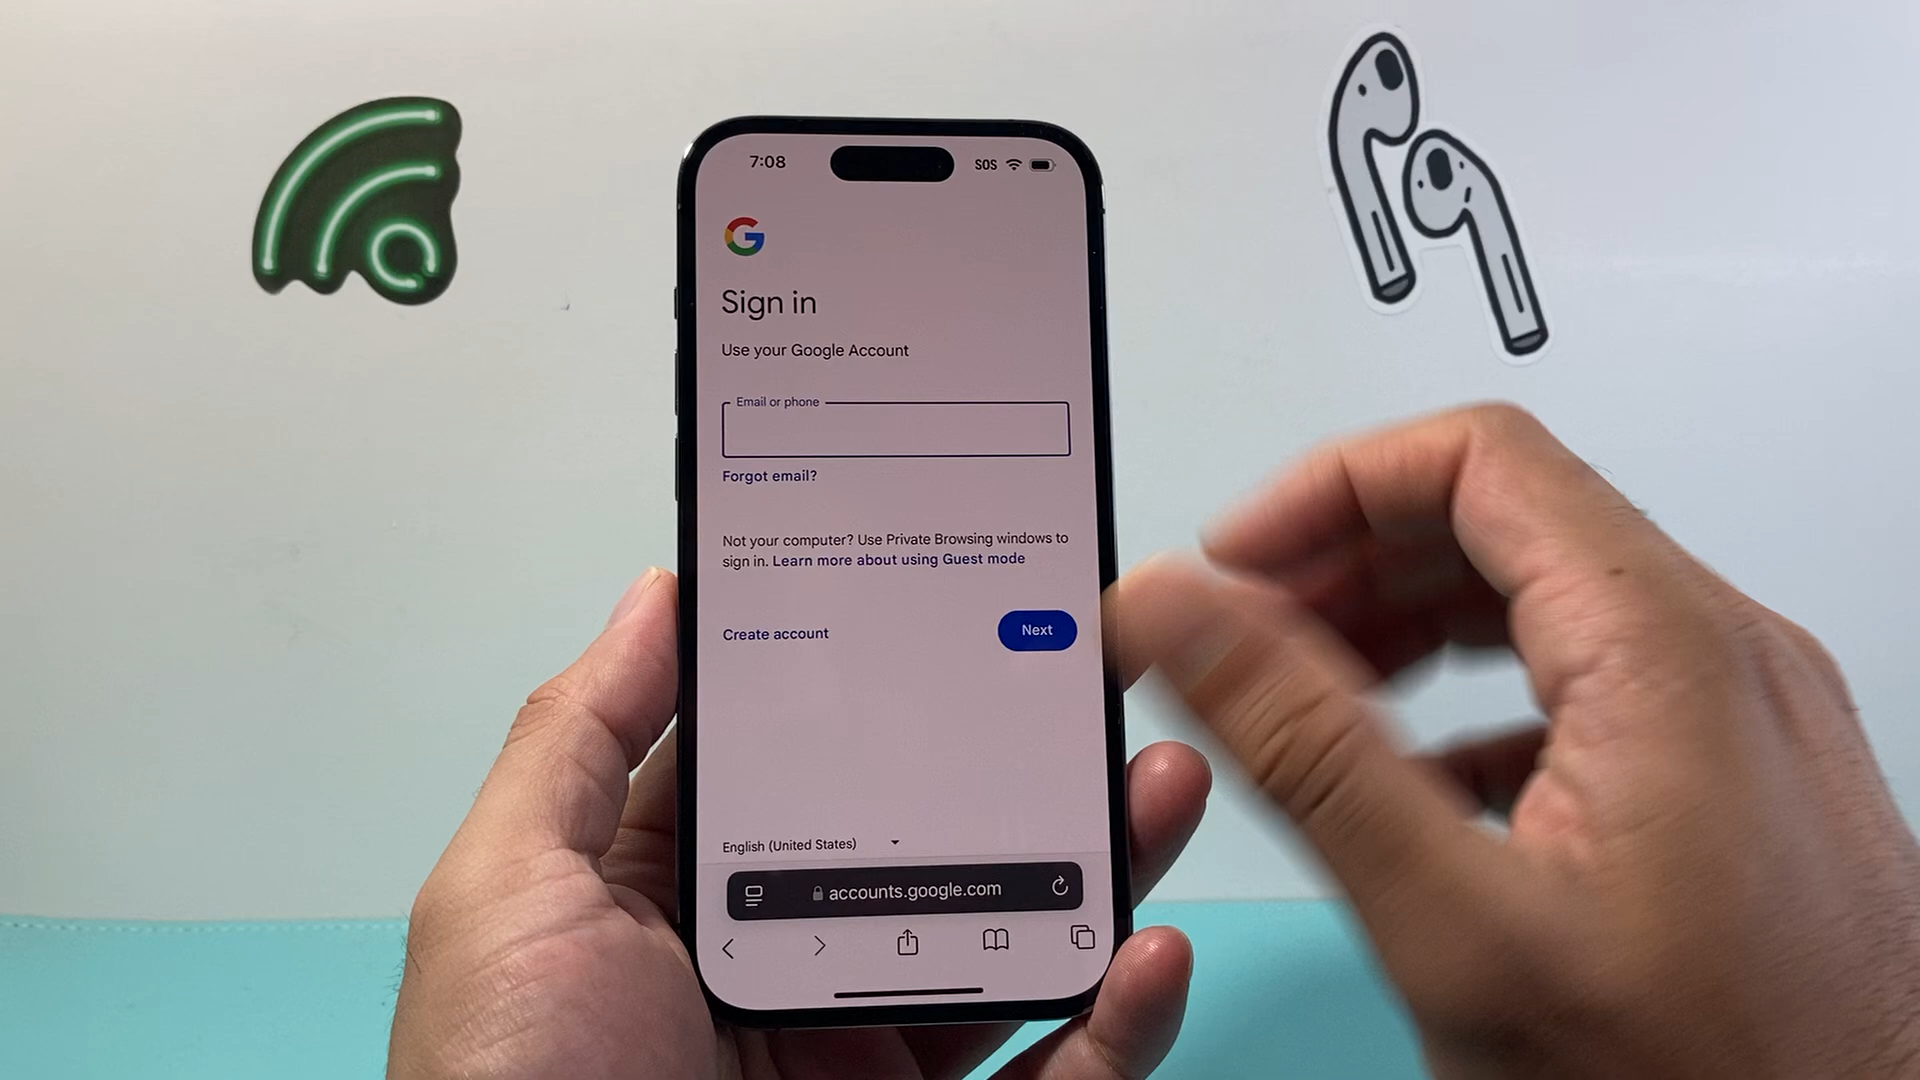 7:08
SOS
Sign in
Use your Google Account
Email or phone
Forgot email?
Not your computer? Use Private Browsing windows to
sign in. Learn more about using Guest mode
Create account
Next
English (United States)
accounts.google.com